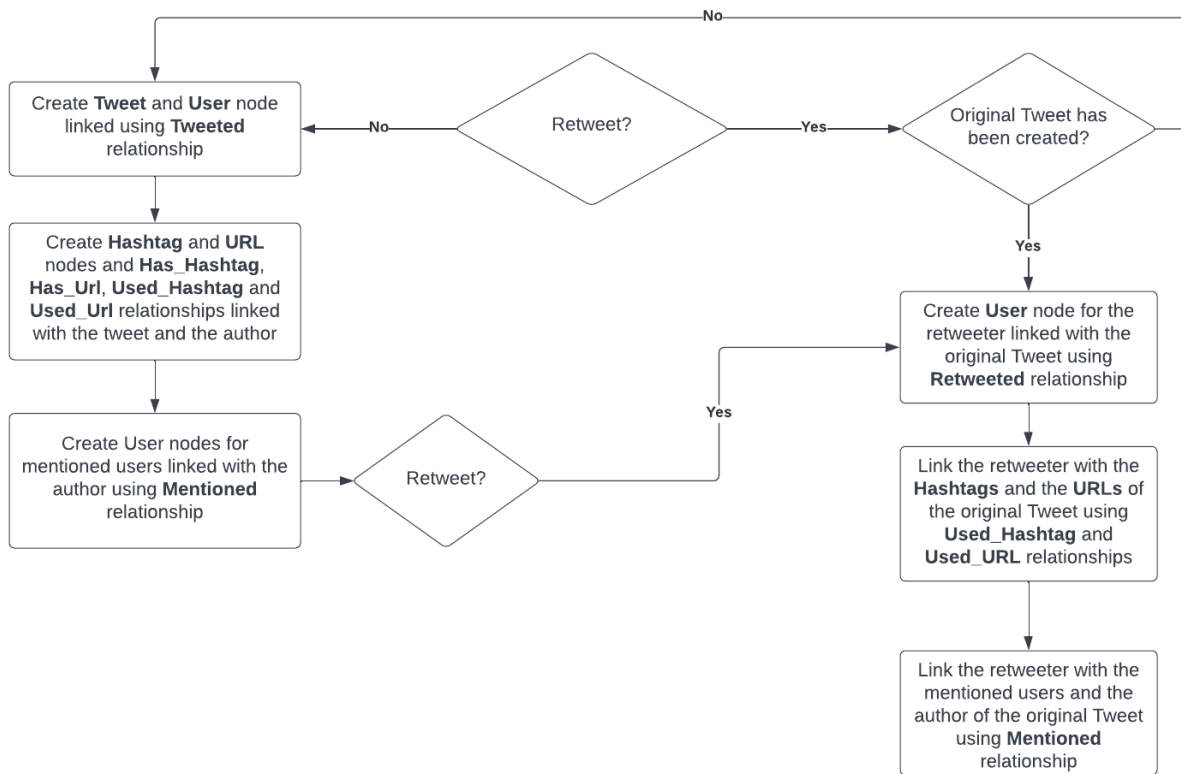 No
Create Tweet and User node
linked using Tweeted
relationship
No
Retweet?
Yes
Original Tweet has
been created?
Create Hashtag and URL
nodes and Has_Hashtag,
Has_Url, Used_Hashtag and
Used_Url relationships linked
with the tweet and the author
Yes
Create User node for the
retweeter linked with the
original Tweet using
Retweeted relationship
Create User nodes for
mentioned users linked with the
author using Mentioned
relationship
Retweet?
Yes
Link the retweeter with the
Hashtags and the URLs of
the original Tweet using
Used_Hashtag and
Used_URL relationships
Link the retweeter with the
mentioned users and the
author of the original Tweet
using Mentioned
relationship